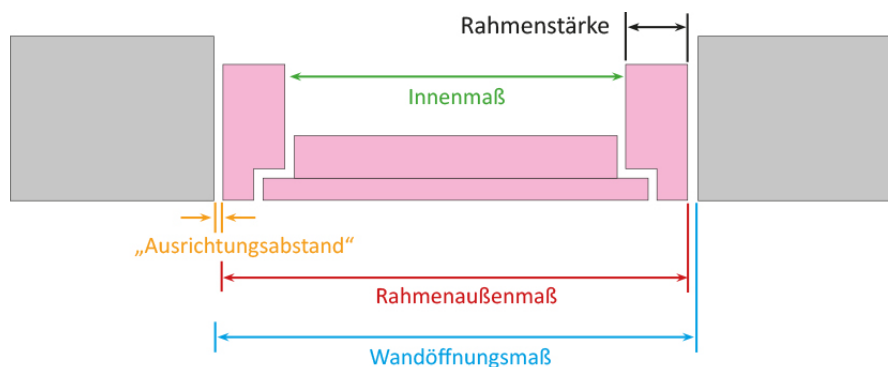 Rahmenstärke
Innenmaß
„Ausrichtungsabstand“
Rahmenaußenmaß
Wandöffnungsmaß